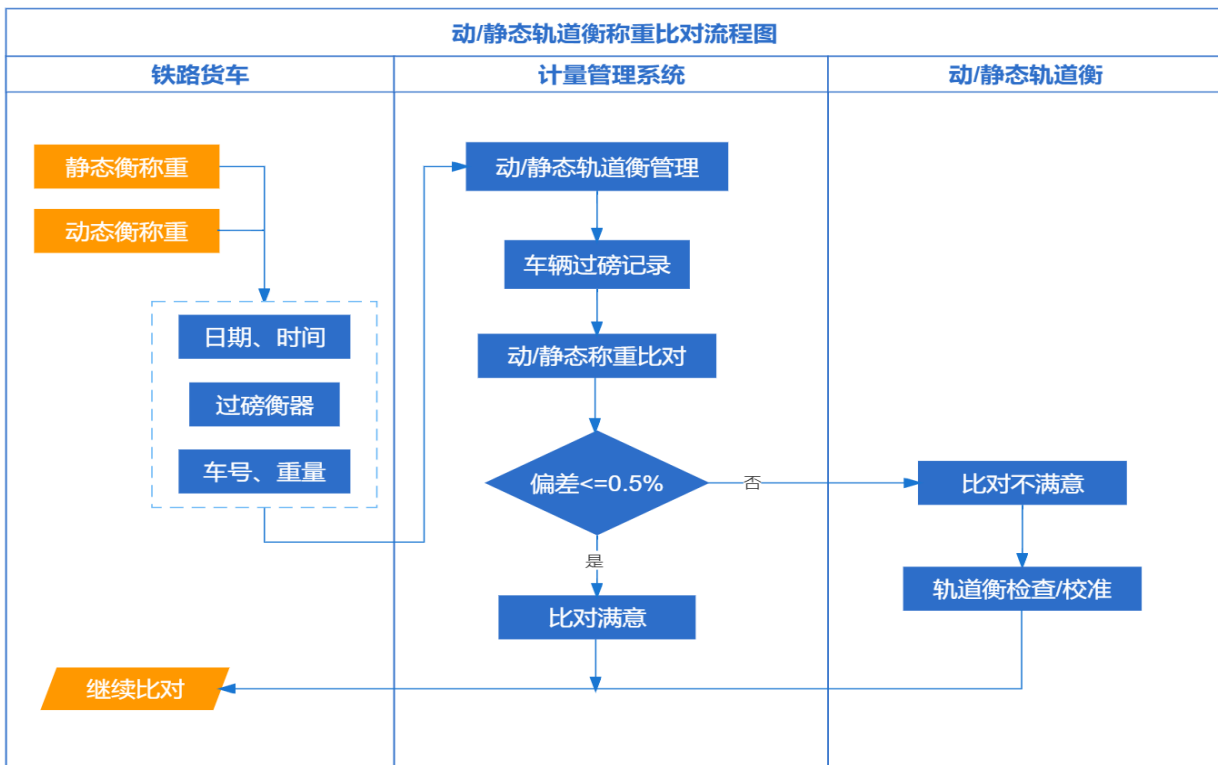 动/静态轨道衡称重比对流程图
铁路货车
计量管理系统
动/静态轨道衡
静态衡称重
动态衡称重
日期、时间
过磅衡器
车号、重量
动/静态轨道衡管理
车辆过磅记录
动/静态称重比对
偏差<=0.5%
否
是
比对满意
比对不满意
轨道衡检查/校准
继续比对